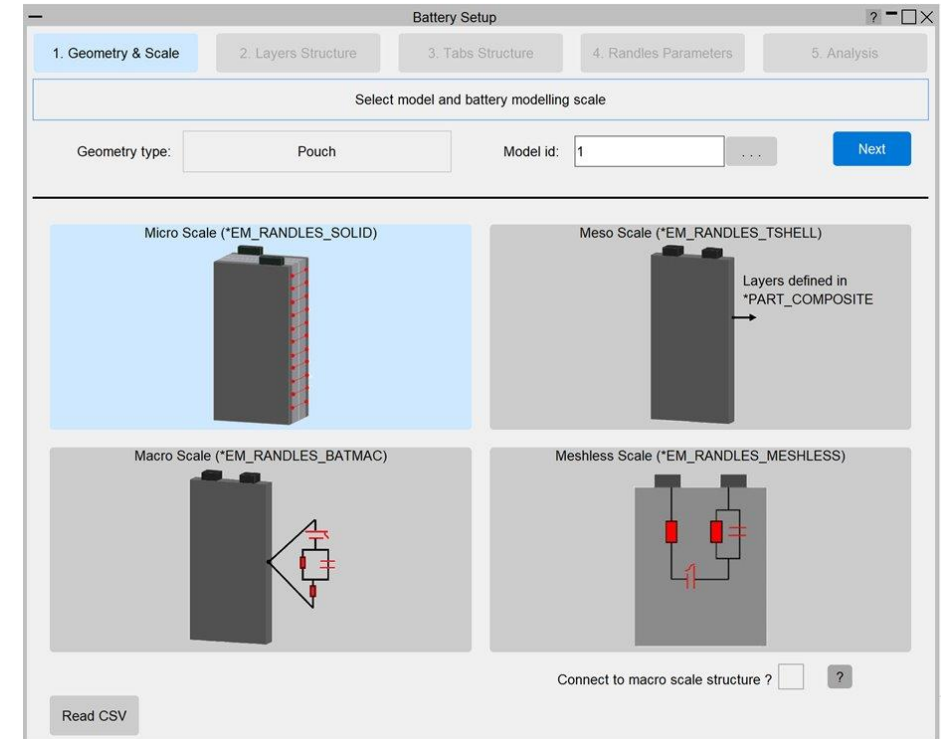 Battery Setup
?
1. Geometry & Scale
2. Layers Structure
3. Tabs Structure
4. Randles Parameters
5. Analysis
Select model and battery modelling scale
Geometry type:
Pouch
Model id:
1
...
Next
Micro Scale (*EM_RANDLES_SOLID)
Meso Scale (*EM_RANDLES_TSHELL)
Layers defined in
*PART_COMPOSITE
Macro Scale (*EM_RANDLES_BATMAC)
Meshless Scale (*EM_RANDLES_MESHLESS)
Connect to macro scale structure ?
?
Read CSV